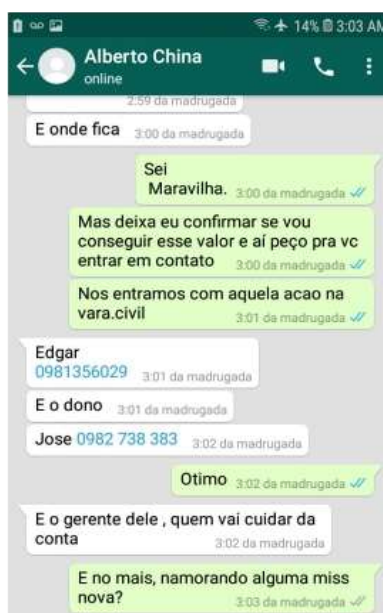 14% 3:03 AM
Alberto China
online
2:59 da madrugada
E onde fica 3:00 da madrugada
Sei
Maravilha. 3:00 da madrugada
Mas deixa eu confirmar se vou
conseguir esse valor e aí peço pra vc
entrar em contato 3:00 da madrugada
Nos entramos com aquela acao na
vara.civil 3:01 da madrugada
Edgar
0981356029 3:01 da madrugada
E o dono 3:01 da madrugada
Jose 0982 738 383 3:02 da madrugada
Otimo 3:02 da madrugada
E o gerente dele , quem vai cuidar da
conta 3:02 da madrugada
E no mais, namorando alguma miss
nova? 3:03 da madrugada